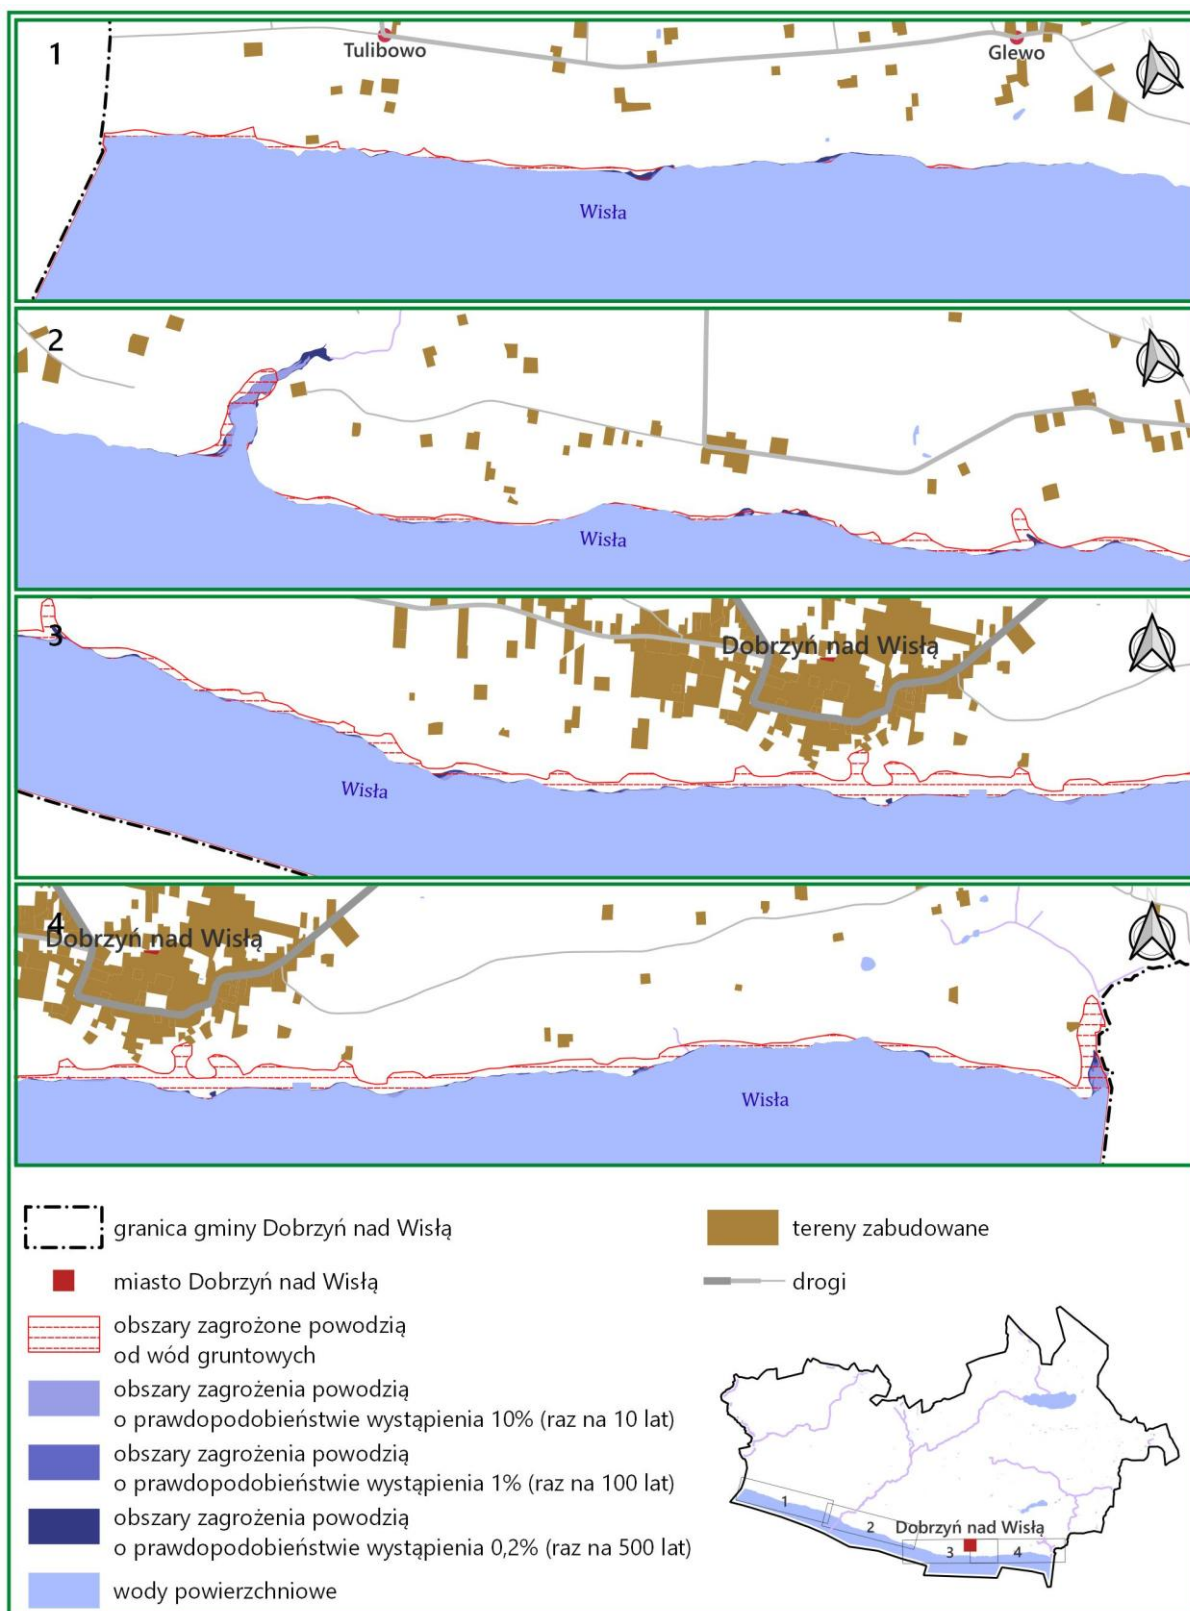 1
Tulibowo
Glewo
N
Wisła
2
N
Wisła
3
Dobrzyń nad Wisłą
N
Wisła
4
Dobrzyń nad Wisłą
N
Wisła
granica gminy Dobrzyń nad Wisłą
tereny zabudowane
miasto Dobrzyń nad Wisłą
drogi
obszary zagrożone powodzią
od wód gruntowych
obszary zagrożenia powodzią
o prawdopodobieństwie wystąpienia 10% (raz na 10 lat)
obszary zagrożenia powodzią
o prawdopodobieństwie wystąpienia 1% (raz na 100 lat)
obszary zagrożenia powodzią
o prawdopodobieństwie wystąpienia 0,2% (raz na 500 lat)
wody powierzchniowe
1
2
Dobrzyń nad Wisłą
3
4